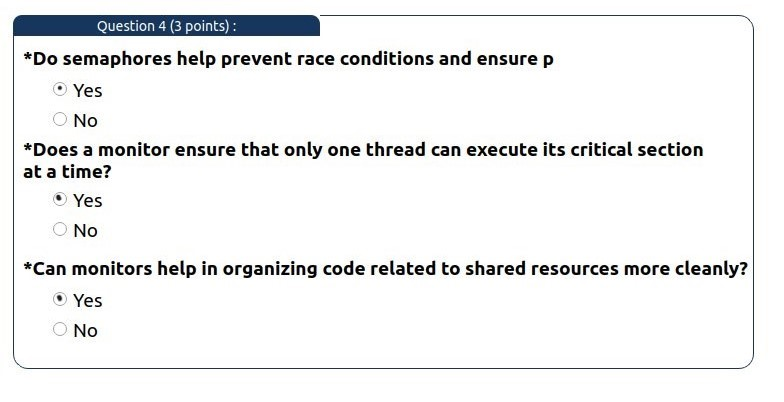 Question 4 (3 points) :
*Do semaphores help prevent race conditions and ensure p
Yes
No
*Does a monitor ensure that only one thread can execute its critical section
at a time?
Yes
No
*Can monitors help in organizing code related to shared resources more cleanly?
Yes
No